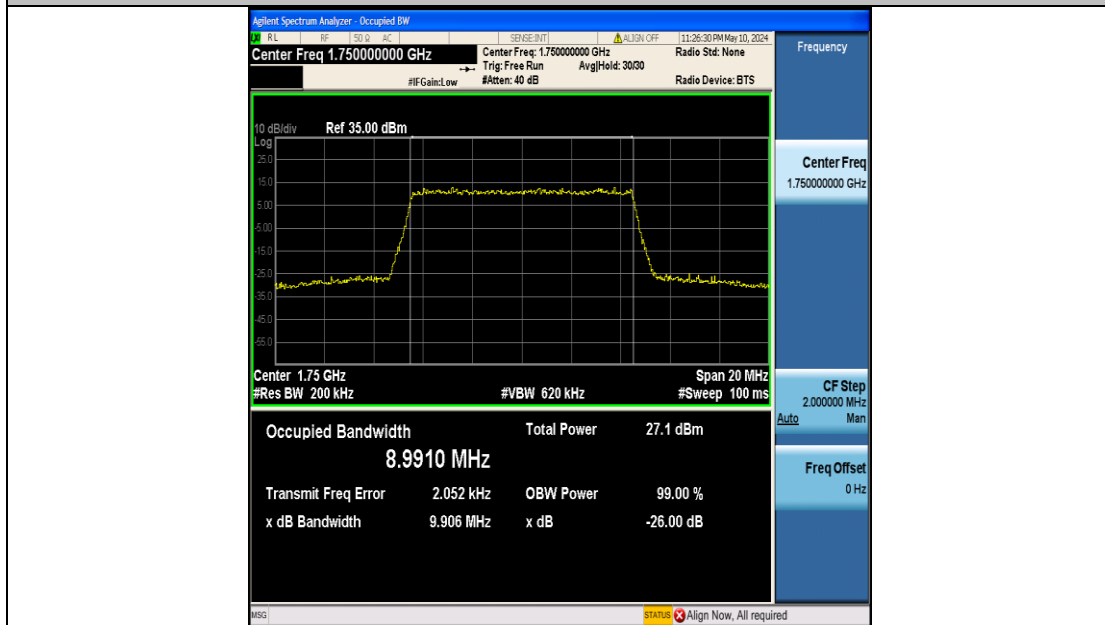 Agilent Spectrum Analyzer - Occupied BW
LXI RL RF 50 Ω AC SENSE:INT ALIGN OFF 11:26:30 PM May 10, 2024
Center Freq 1.750000000 GHz
Center Freq: 1.750000000 GHz
Radio Std: None
Trig: Free Run Avg|Hold: 30/30
#IFGain:Low
#Atten: 40 dB
Radio Device: BTS
Frequency
10 dB/div Ref 35.00 dBm
Log
25.0
15.0
5.00
-5.00
-15.0
-25.0
-35.0
-45.0
-55.0
Center 1.75 GHz Span 20 MHz
#Res BW 200 kHz #VBW 620 kHz #Sweep 100 ms
Occupied Bandwidth Total Power 27.1 dBm
8.9910 MHz
Transmit Freq Error 2.052 kHz OBW Power 99.00 %
x dB Bandwidth 9.906 MHz x dB -26.00 dB
Center Freq
1.750000000 GHz
CF Step
2.000000 MHz
Auto Man
Freq Offset
0 Hz
MSG STATUS Align Now, All required